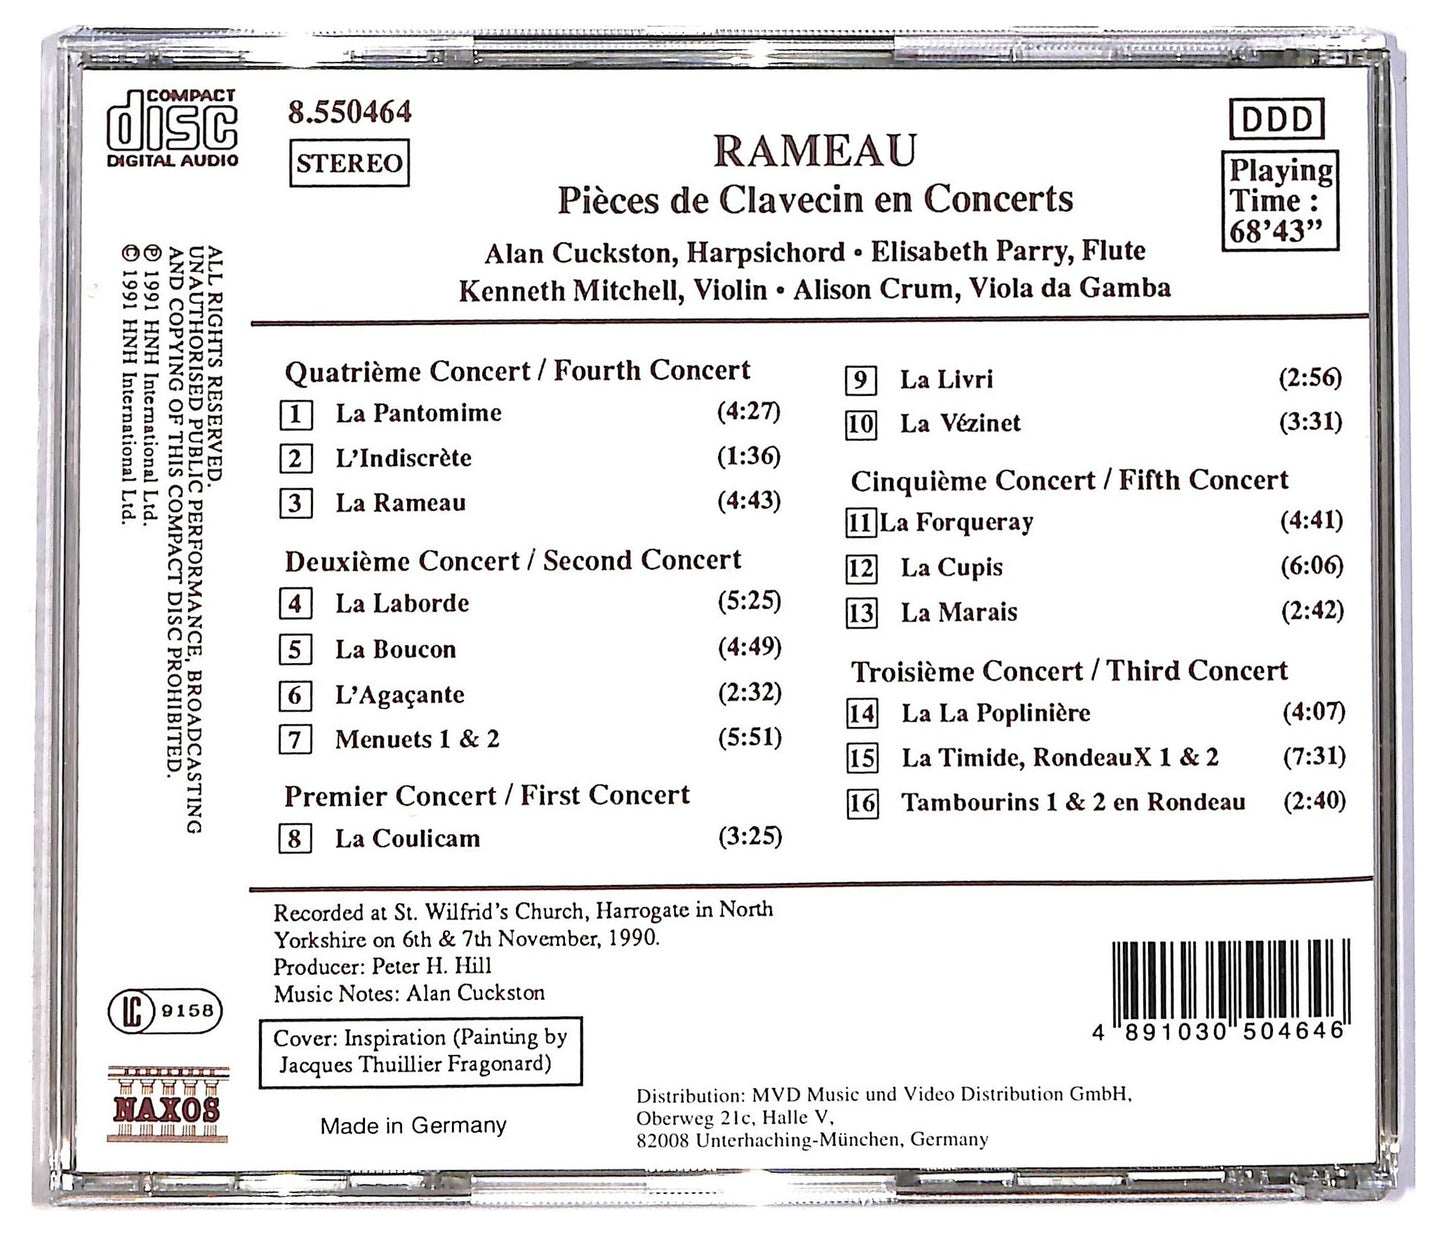 COMPACT
disc
DIGITAL AUDIO
8.550464
STEREO
RAMEAU
Pièces de Clavecin en Concerts
Alan Cuckston, Harpsichord • Elisabeth Parry, Flute
Kenneth Mitchell, Violin • Alison Crum, Viola da Gamba
DDD
Playing
Time :
68'43"
ALL RIGHTS RESERVED.
UNAUTHORISED PUBLIC PERFORMANCE, BROADCASTING
AND COPYING OF THIS COMPACT DISC PROHIBITED.
℗ 1991 HNH International Ltd.
© 1991 HNH International Ltd.
Quatrième Concert / Fourth Concert
1 La Pantomime (4:27)
2 L'Indiscrète (1:36)
3 La Rameau (4:43)
Deuxième Concert / Second Concert
4 La Laborde (5:25)
5 La Boucon (4:49)
6 L'Agaçante (2:32)
7 Menuets 1 & 2 (5:51)
Premier Concert / First Concert
8 La Coulicam (3:25)
9 La Livri (2:56)
10 La Vézinet (3:31)
Cinquième Concert / Fifth Concert
11 La Forqueray (4:41)
12 La Cupis (6:06)
13 La Marais (2:42)
Troisième Concert / Third Concert
14 La La Poplinière (4:07)
15 La Timide, RondeauX 1 & 2 (7:31)
16 Tambourins 1 & 2 en Rondeau (2:40)
Recorded at St. Wilfrid's Church, Harrogate in North
Yorkshire on 6th & 7th November, 1990.
Producer: Peter H. Hill
Music Notes: Alan Cuckston
Cover: Inspiration (Painting by
Jacques Thuillier Fragonard)
Made in Germany
LC 9158
NAXOS
Distribution: MVD Music und Video Distribution GmbH,
Oberweg 21c, Halle V,
82008 Unterhaching-München, Germany
4 891030 504646